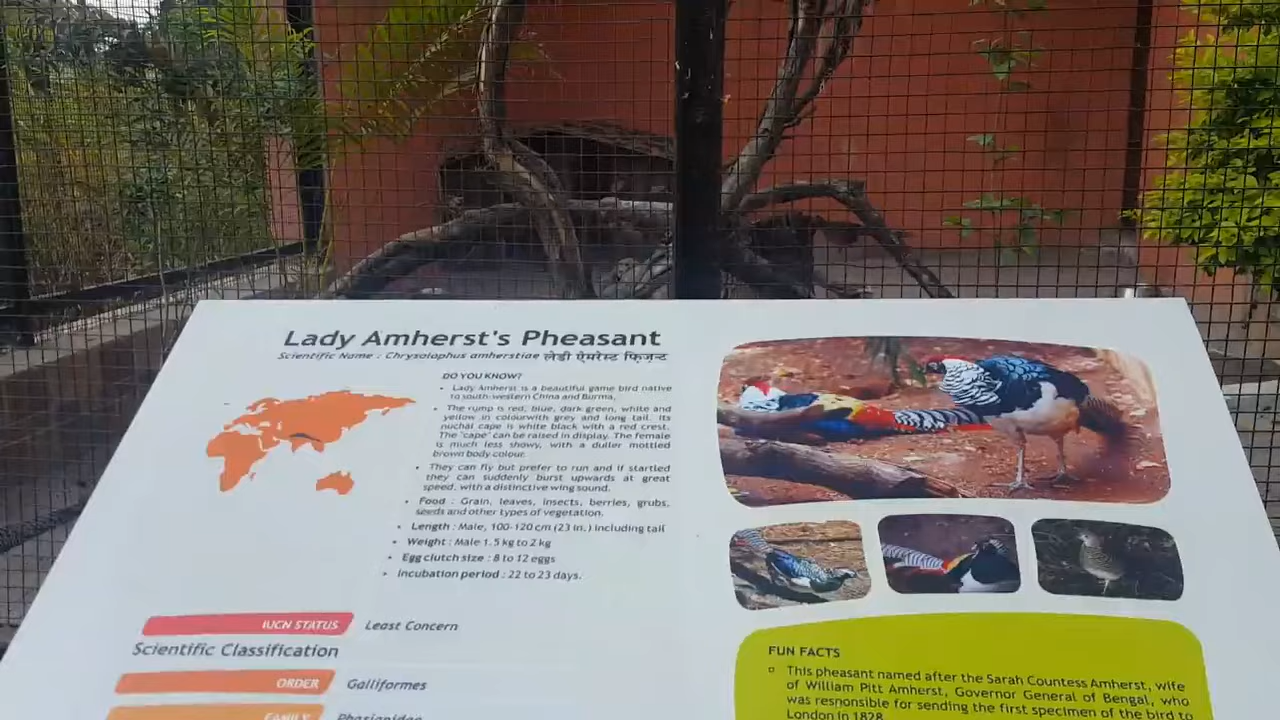 Lady Amherst's Pheasant
Scientific Name : Chrysolophus amherstiae लेडी ऐमरेस्ट फिज़न्ट
DO YOU KNOW?
• Lady Amherst is a beautiful game bird native
to south-western China and Burma.
• The rump is red, blue, dark green, white and
yellow in colourwith grey and long tail. Its
nuchal cape is white black with a red crest.
The "cape" can be raised in display. The female
is much less showy, with a duller mottled
brown body colour.
• They can fly but prefer to run and if startled
they can suddenly burst upwards at great
speed, with a distinctive wing sound.
• Food : Grain, leaves, insects, berries, grubs,
seeds and other types of vegetation.
• Length : Male, 100-120 cm (23 in.) including tail
• Weight : Male 1.5 kg to 2 kg
• Egg clutch size : 8 to 12 eggs
• Incubation period : 22 to 23 days.
IUCN STATUS Least Concern
Scientific Classification
ORDER Galliformes
FAMILY Phasianidae
FUN FACTS
▫ This pheasant named after the Sarah Countess Amherst, wife
of William Pitt Amherst, Governor General of Bengal, who
was responsible for sending the first specimen of the bird to
London in 1828